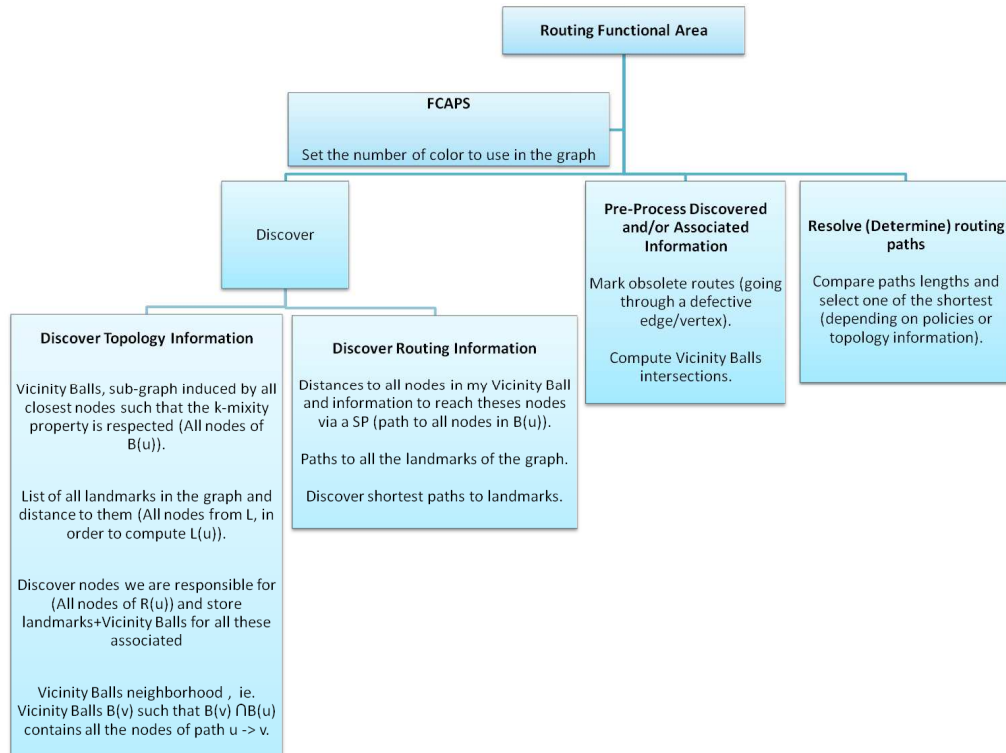 Routing Functional Area
FCAPS
Set the number of color to use in the graph
Discover
Pre-Process Discovered
and/or Associated
Information
Mark obsolete routes (going
through a defective
edge/vertex).
Compute Vicinity Balls
intersections.
Resolve (Determine) routing
paths
Compare paths lengths and
select one of the shortest
(depending on policies or
topology information).
Discover Topology Information
Vicinity Balls, sub-graph induced by all
closest nodes such that the k-mixity
property is respected (All nodes of
B(u)).
List of all landmarks in the graph and
distance to them (All nodes from L, in
order to compute L(u)).
Discover nodes we are responsible for
(All nodes of R(u)) and store
landmarks+Vicinity Balls for all these
associated
Vicinity Balls neighborhood , ie.
Vicinity Balls B(v) such that B(v) ∩B(u)
contains all the nodes of path u -> v.
Discover Routing Information
Distances to all nodes in my Vicinity Ball
and information to reach theses nodes
via a SP (path to all nodes in B(u)).
Paths to all the landmarks of the graph.
Discover shortest paths to landmarks.